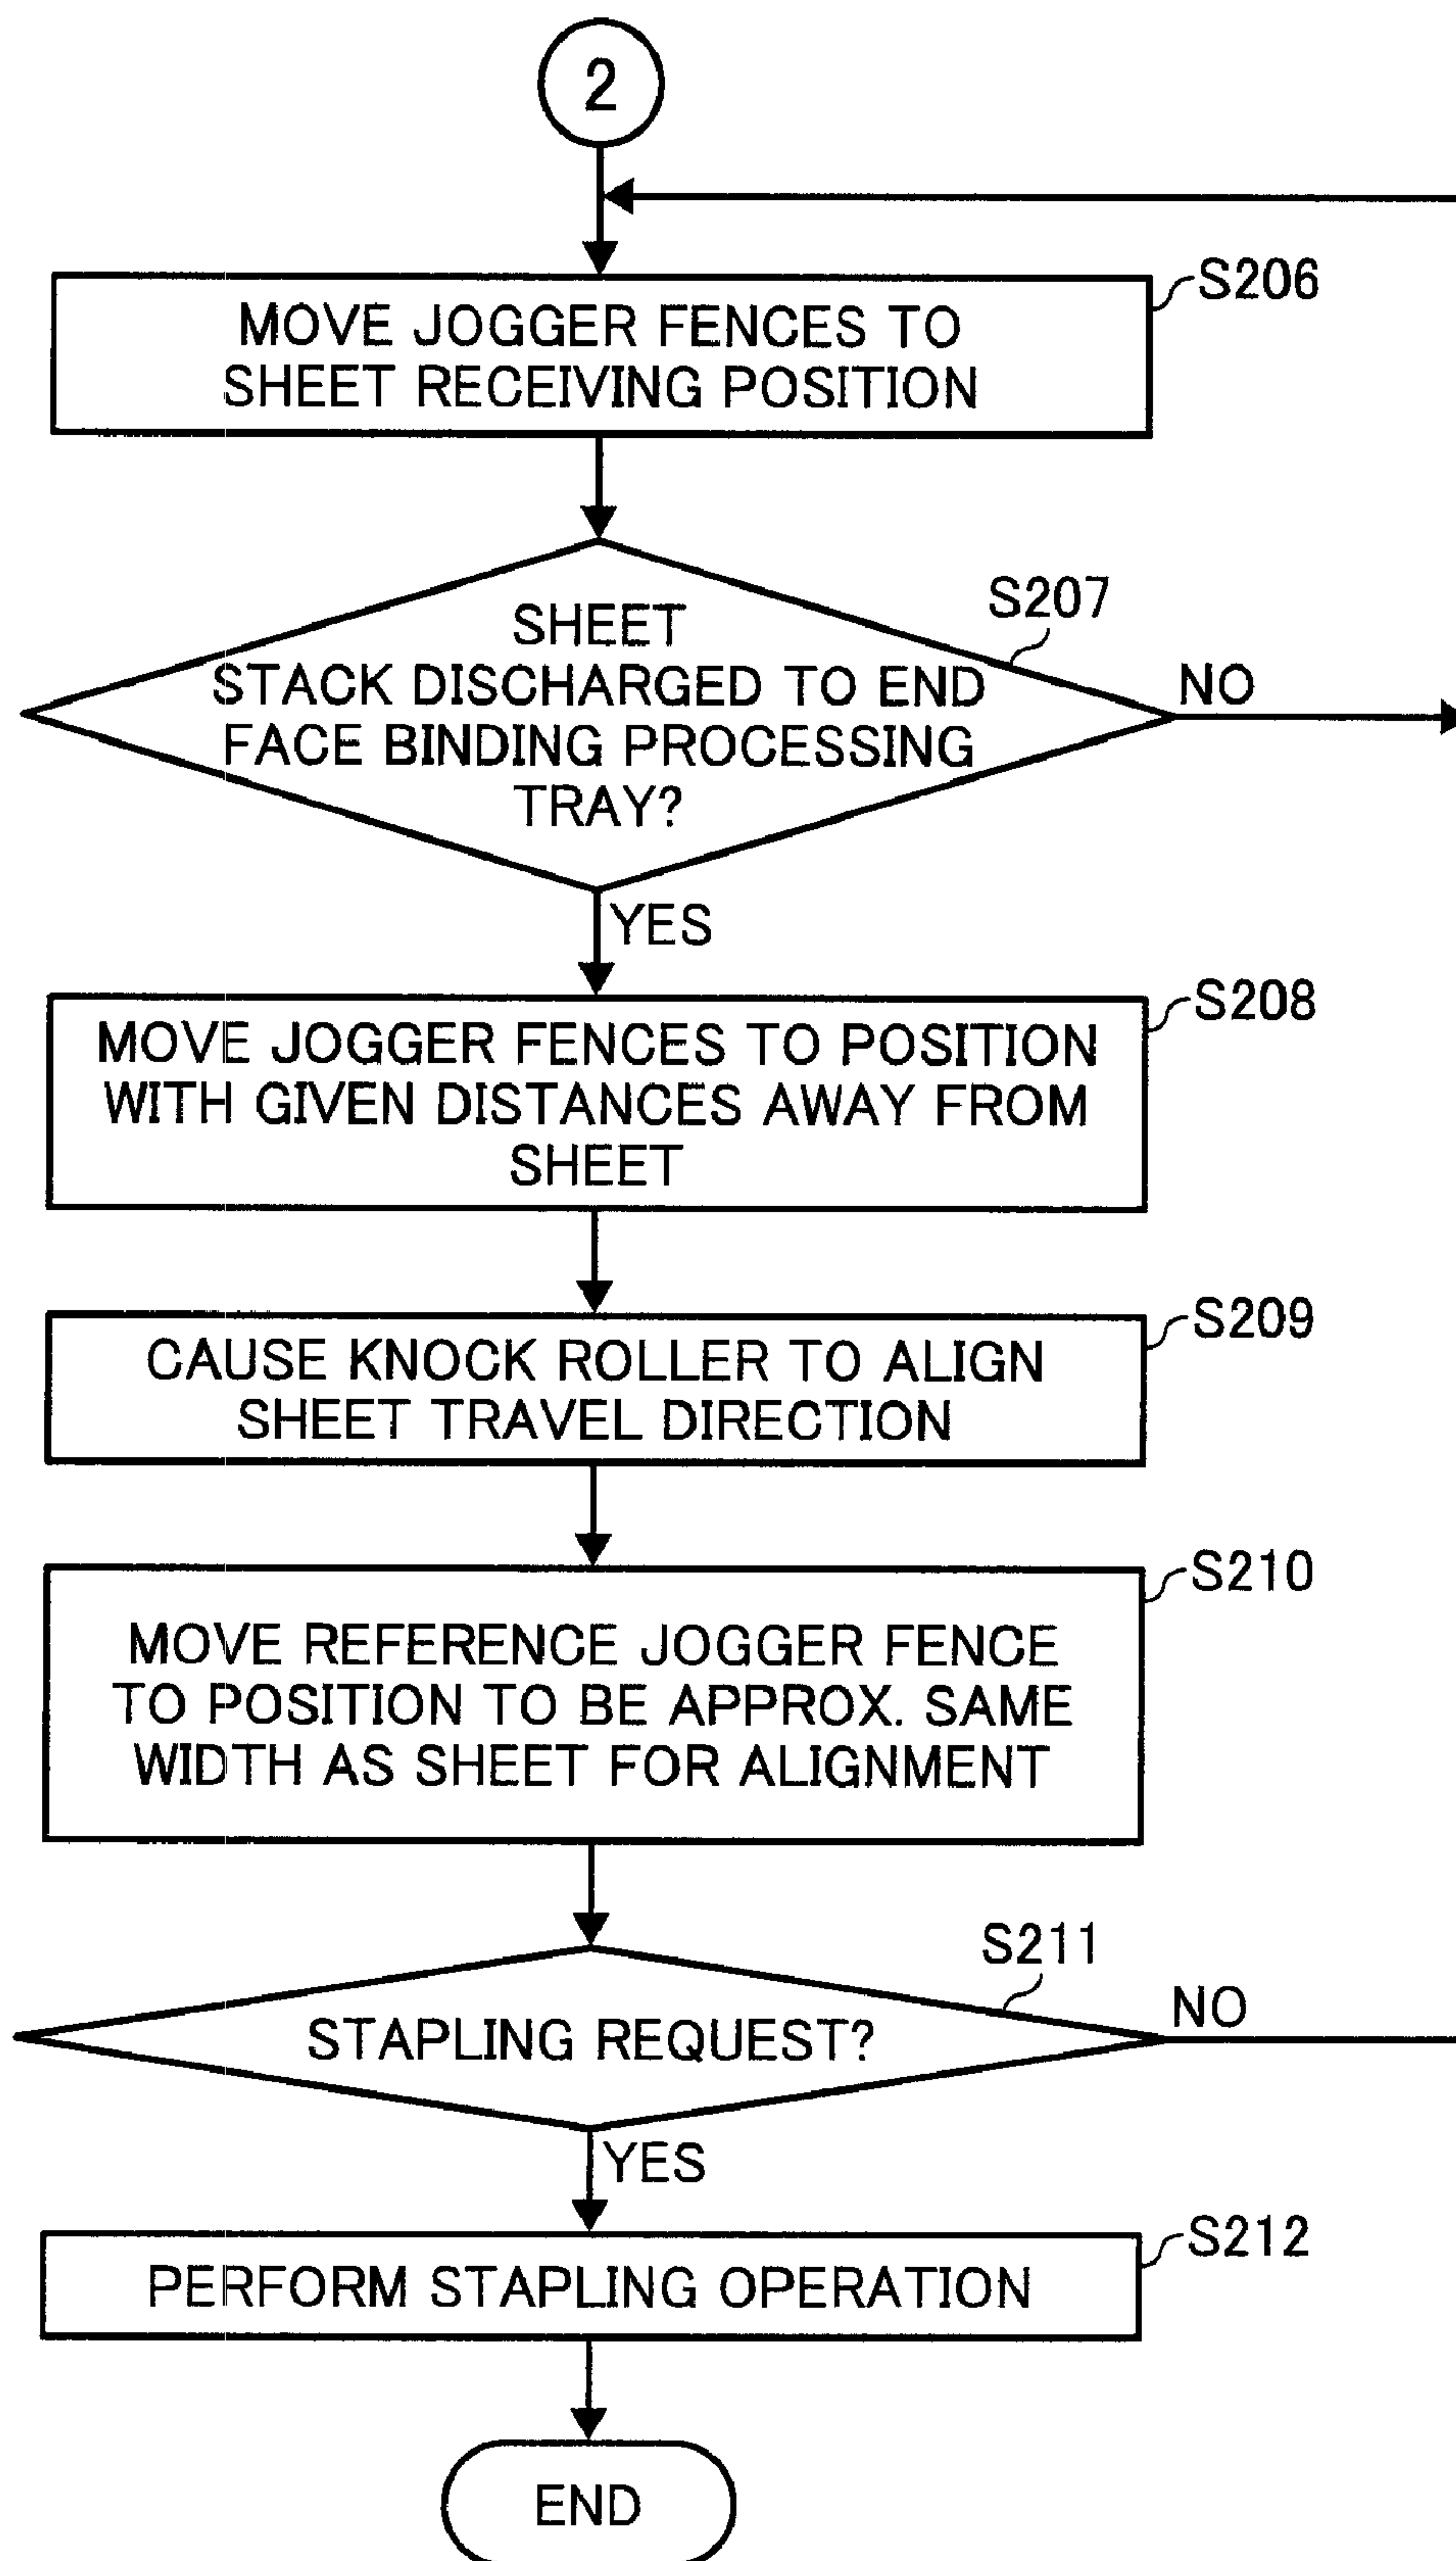 2
S206
MOVE JOGGER FENCES TO
SHEET RECEIVING POSITION
S207
SHEET
STACK DISCHARGED TO END
FACE BINDING PROCESSING
TRAY?
NO
YES
S208
MOVE JOGGER FENCES TO POSITION
WITH GIVEN DISTANCES AWAY FROM
SHEET
S209
CAUSE KNOCK ROLLER TO ALIGN
SHEET TRAVEL DIRECTION
S210
MOVE REFERENCE JOGGER FENCE
TO POSITION TO BE APPROX. SAME
WIDTH AS SHEET FOR ALIGNMENT
S211
STAPLING REQUEST?
NO
YES
S212
PERFORM STAPLING OPERATION
END